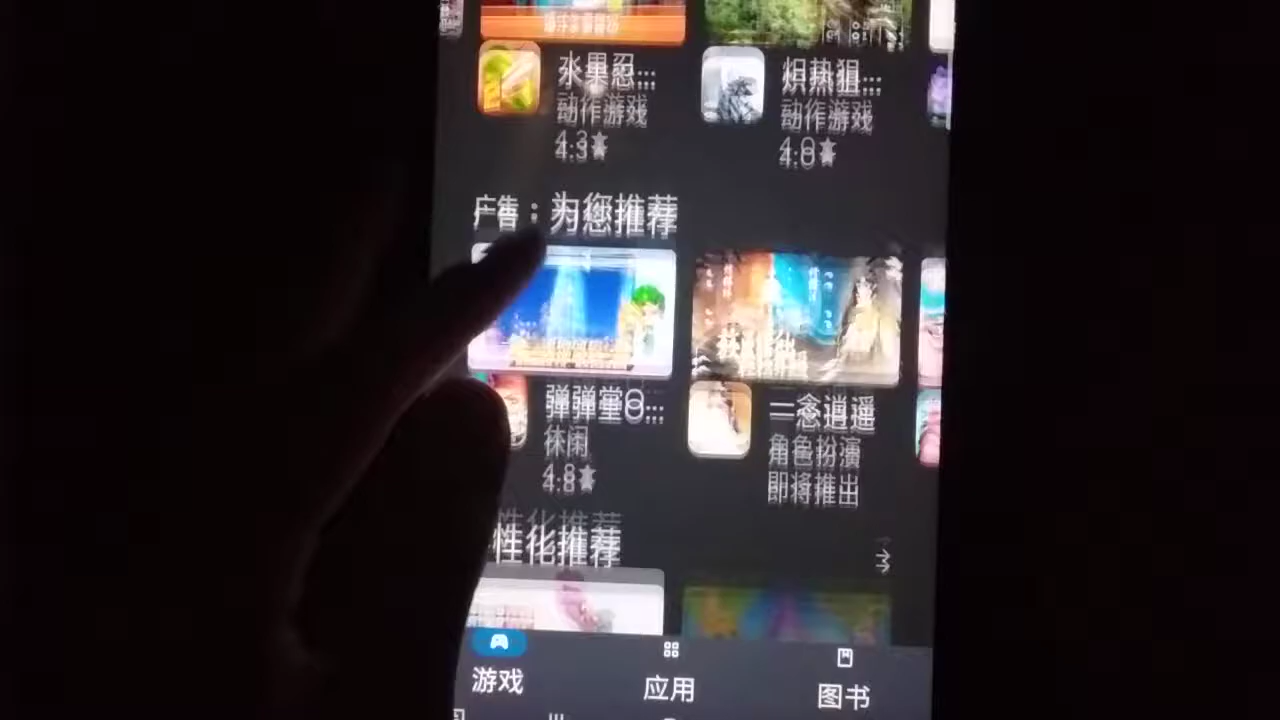 水果忍...
动作游戏
4.3★
炽热狙...
动作游戏
4.0★
广告：为您推荐
弹弹堂O...
休闲
4.8★
一念逍遥
角色扮演
即将推出
性化推荐
游戏
应用
图书